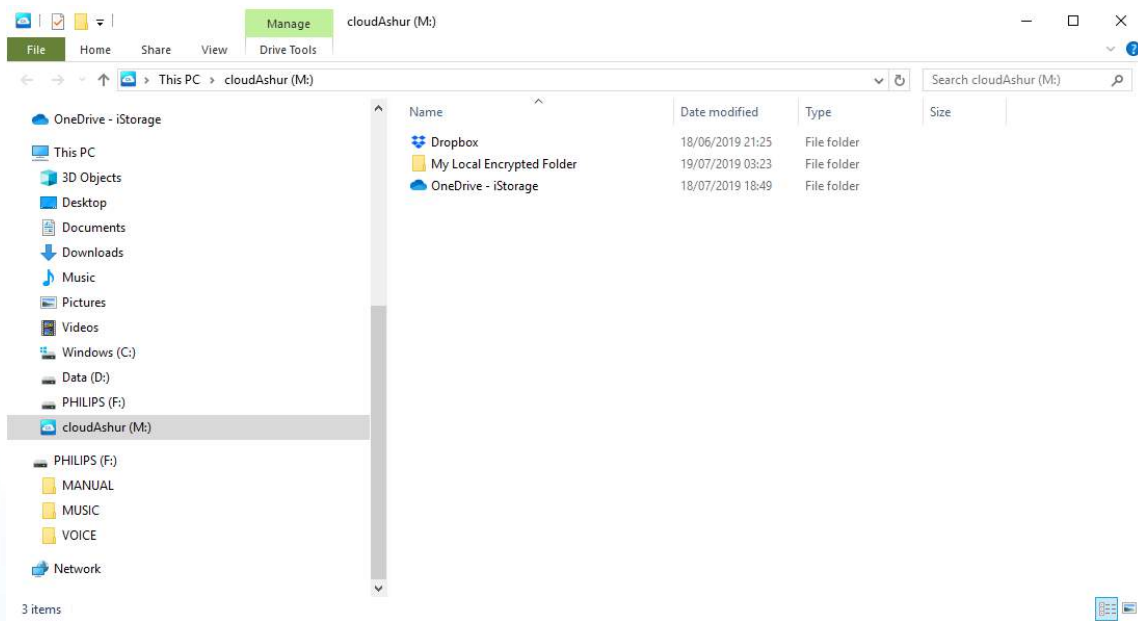 Manage cloudAshur (M:)
File Home Share View Drive Tools
This PC cloudAshur (M:) Search cloudAshur (M:)
OneDrive - iStorage
This PC
3D Objects
Desktop
Documents
Downloads
Music
Pictures
Videos
Windows (C:)
Data (D:)
PHILIPS (F:)
cloudAshur (M:)
PHILIPS (F:)
MANUAL
MUSIC
VOICE
Network
Name Date modified Type Size
Dropbox 18/06/2019 21:25 File folder
My Local Encrypted Folder 19/07/2019 03:23 File folder
OneDrive - iStorage 18/07/2019 18:49 File folder
3 items